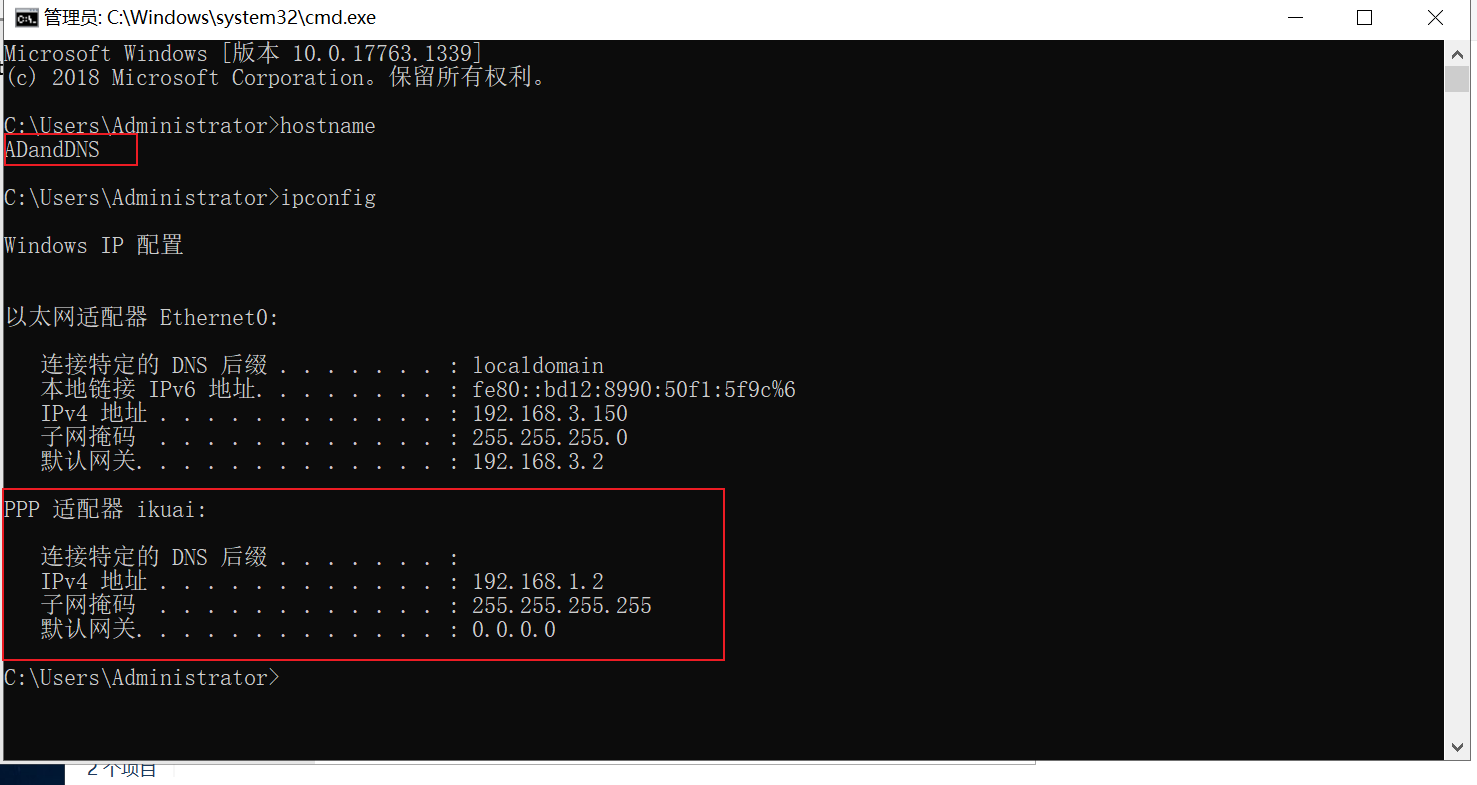 管理员: C:\Windows\system32\cmd.exe
Microsoft Windows [版本 10.0.17763.1339]
(c) 2018 Microsoft Corporation。保留所有权利。
C:\Users\Administrator>hostname
ADandDNS
C:\Users\Administrator>ipconfig
Windows IP 配置
以太网适配器 Ethernet0:
连接特定的 DNS 后缀 . . . . . . . : localdomain
本地链接 IPv6 地址. . . . . . . . : fe80::bd12:8990:50f1:5f9c%6
IPv4 地址 . . . . . . . . . . . . : 192.168.3.150
子网掩码  . . . . . . . . . . . . : 255.255.255.0
默认网关. . . . . . . . . . . . . : 192.168.3.2
PPP 适配器 ikuai:
连接特定的 DNS 后缀 . . . . . . . :
IPv4 地址 . . . . . . . . . . . . : 192.168.1.2
子网掩码  . . . . . . . . . . . . : 255.255.255.255
默认网关. . . . . . . . . . . . . : 0.0.0.0
C:\Users\Administrator>
2 个项目